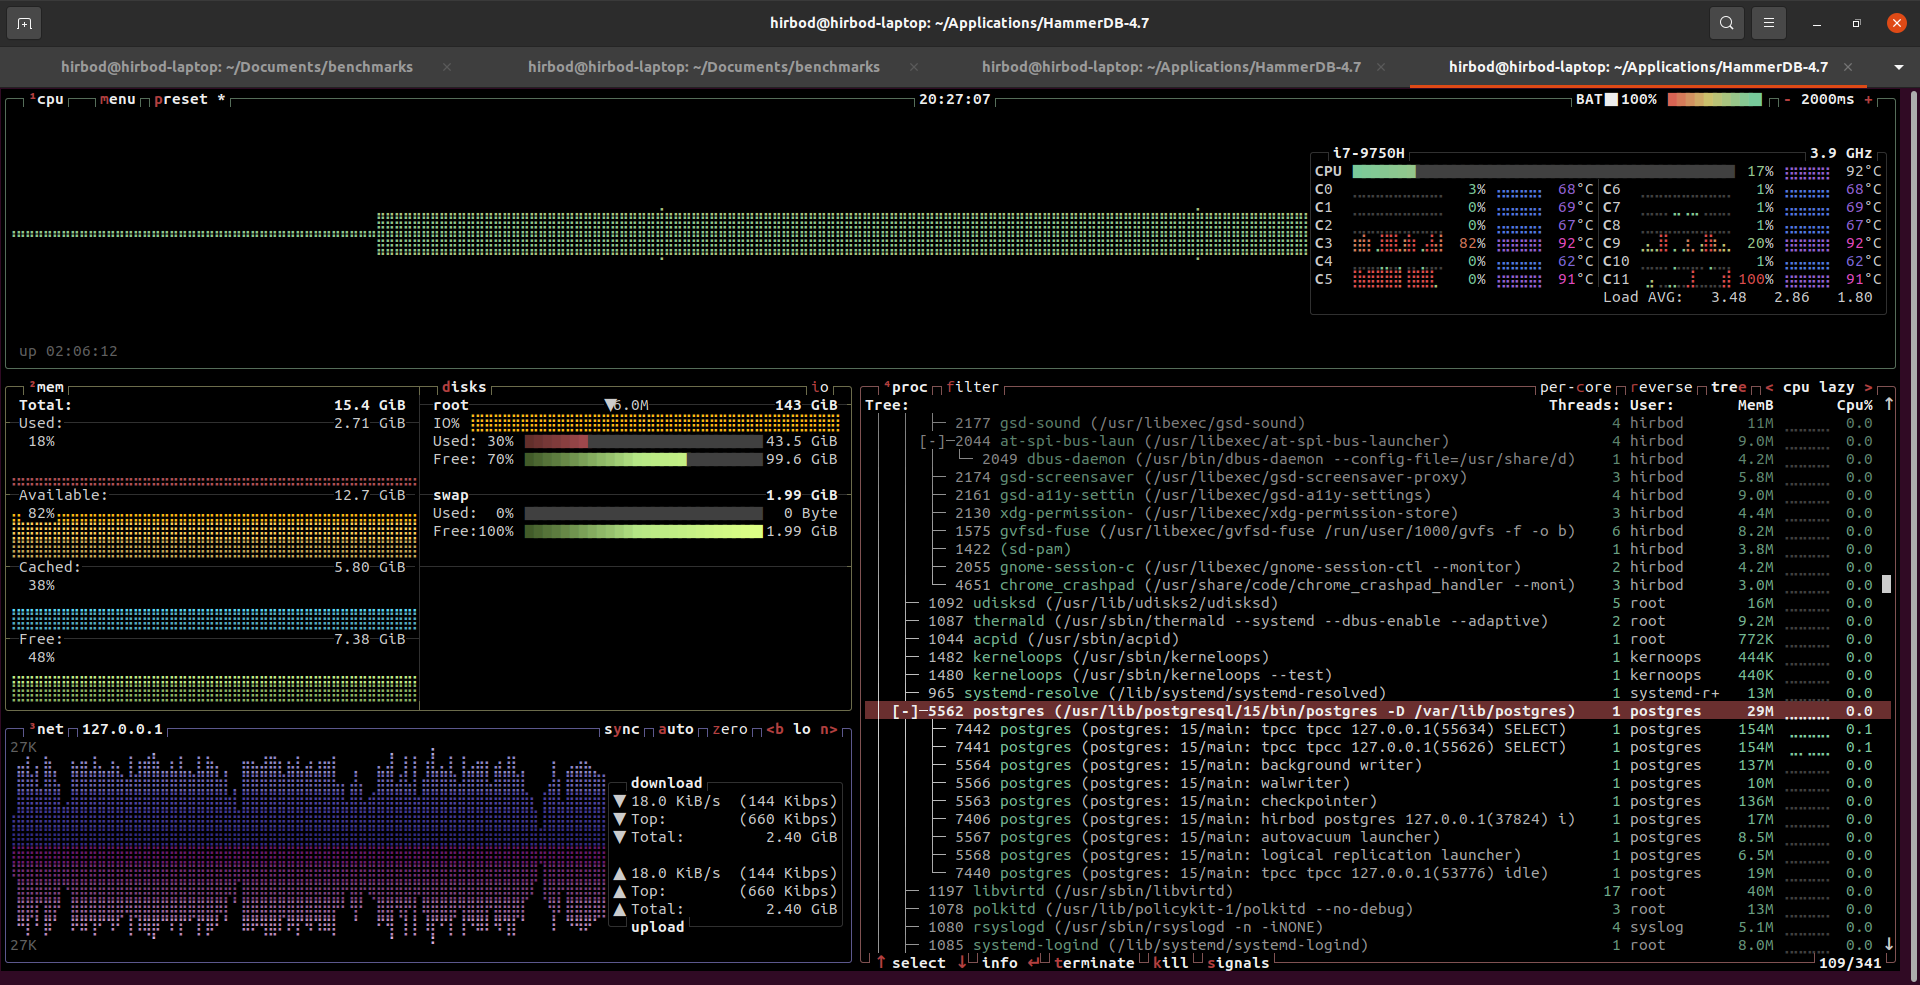 hirbod@hirbod-laptop: ~/Applications/HammerDB-4.7
hirbod@hirbod-laptop: ~/Documents/benchmarks × hirbod@hirbod-laptop: ~/Documents/benchmarks × hirbod@hirbod-laptop: ~/Applications/HammerDB-4.7 × hirbod@hirbod-laptop: ~/Applications/HammerDB-4.7 ×
¹cpu menu preset * 20:27:07 BAT■100% - 2000ms +
i7-9750H 3.9 GHz
CPU 17% 92°C
C0 3% 68°C C6 1% 68°C
C1 0% 69°C C7 1% 69°C
C2 0% 67°C C8 1% 67°C
C3 82% 92°C C9 20% 92°C
C4 0% 62°C C10 1% 62°C
C5 0% 91°C C11 100% 91°C
Load AVG: 3.48 2.86 1.80
up 02:06:12
²mem
Total: 15.4 GiB
Used: 2.71 GiB
18%
Available: 12.7 GiB
82%
Cached: 5.80 GiB
38%
Free: 7.38 GiB
48%
disks io
root ▼6.0M 143 GiB
IO%
Used: 30% 43.5 GiB
Free: 70% 99.6 GiB
swap 1.99 GiB
Used: 0% 0 Byte
Free:100% 1.99 GiB
³net 127.0.0.1 sync auto zero <b lo n>
27K
download
▼ 18.0 KiB/s (144 Kibps)
▼ Top: (660 Kibps)
▼ Total: 2.40 GiB
▲ 18.0 KiB/s (144 Kibps)
▲ Top: (660 Kibps)
▲ Total: 2.40 GiB
upload
27K
⁴proc filter per-core reverse tree < cpu lazy >
Tree: Threads: User: MemB Cpu% ↑
2177 gsd-sound (/usr/libexec/gsd-sound) 4 hirbod 11M 0.0
[-]─2044 at-spi-bus-laun (/usr/libexec/at-spi-bus-launcher) 4 hirbod 9.0M 0.0
2049 dbus-daemon (/usr/bin/dbus-daemon --config-file=/usr/share/d) 1 hirbod 4.2M 0.0
2174 gsd-screensaver (/usr/libexec/gsd-screensaver-proxy) 3 hirbod 5.8M 0.0
2161 gsd-a11y-settin (/usr/libexec/gsd-a11y-settings) 4 hirbod 9.0M 0.0
2130 xdg-permission- (/usr/libexec/xdg-permission-store) 3 hirbod 4.4M 0.0
1575 gvfsd-fuse (/usr/libexec/gvfsd-fuse /run/user/1000/gvfs -f -o b) 6 hirbod 8.2M 0.0
1422 (sd-pam) 1 hirbod 3.8M 0.0
2055 gnome-session-c (/usr/libexec/gnome-session-ctl --monitor) 2 hirbod 4.2M 0.0
4651 chrome_crashpad (/usr/share/code/chrome_crashpad_handler --moni) 3 hirbod 3.0M 0.0
1092 udisksd (/usr/lib/udisks2/udisksd) 5 root 16M 0.0
1087 thermald (/usr/sbin/thermald --systemd --dbus-enable --adaptive) 2 root 9.2M 0.0
1044 acpid (/usr/sbin/acpid) 1 root 772K 0.0
1482 kerneloops (/usr/sbin/kerneloops) 1 kernoops 444K 0.0
1480 kerneloops (/usr/sbin/kerneloops --test) 1 kernoops 440K 0.0
965 systemd-resolve (/lib/systemd/systemd-resolved) 1 systemd-r+ 13M 0.0
[-]─5562 postgres (/usr/lib/postgresql/15/bin/postgres -D /var/lib/postgres) 1 postgres 29M 0.0
7442 postgres (postgres: 15/main: tpcc tpcc 127.0.0.1(55634) SELECT) 1 postgres 154M 0.1
7441 postgres (postgres: 15/main: tpcc tpcc 127.0.0.1(55626) SELECT) 1 postgres 154M 0.1
5564 postgres (postgres: 15/main: background writer) 1 postgres 137M 0.0
5566 postgres (postgres: 15/main: walwriter) 1 postgres 10M 0.0
5563 postgres (postgres: 15/main: checkpointer) 1 postgres 136M 0.0
7406 postgres (postgres: 15/main: hirbod postgres 127.0.0.1(37824) i) 1 postgres 17M 0.0
5567 postgres (postgres: 15/main: autovacuum launcher) 1 postgres 8.5M 0.0
5568 postgres (postgres: 15/main: logical replication launcher) 1 postgres 6.5M 0.0
7440 postgres (postgres: 15/main: tpcc tpcc 127.0.0.1(53776) idle) 1 postgres 19M 0.0
1197 libvirtd (/usr/sbin/libvirtd) 17 root 40M 0.0
1078 polkitd (/usr/lib/policykit-1/polkitd --no-debug) 3 root 13M 0.0
1080 rsyslogd (/usr/sbin/rsyslogd -n -iNONE) 4 syslog 5.1M 0.0
1085 systemd-logind (/lib/systemd/systemd-logind) 1 root 8.0M 0.0 ↓
↑ select ↓ info ↵ terminate kill signals 109/341